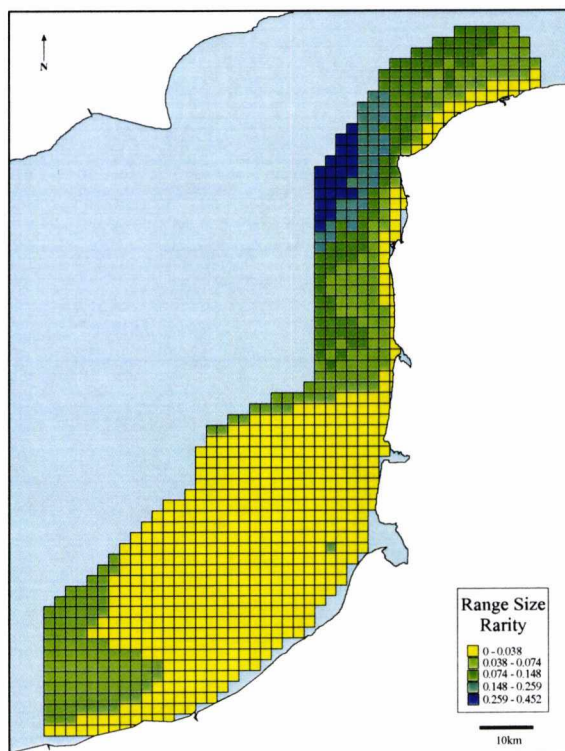 N
Range Size
Rarity
0 - 0.038
0.038 - 0.074
0.074 - 0.148
0.148 - 0.259
0.259 - 0.452
10km